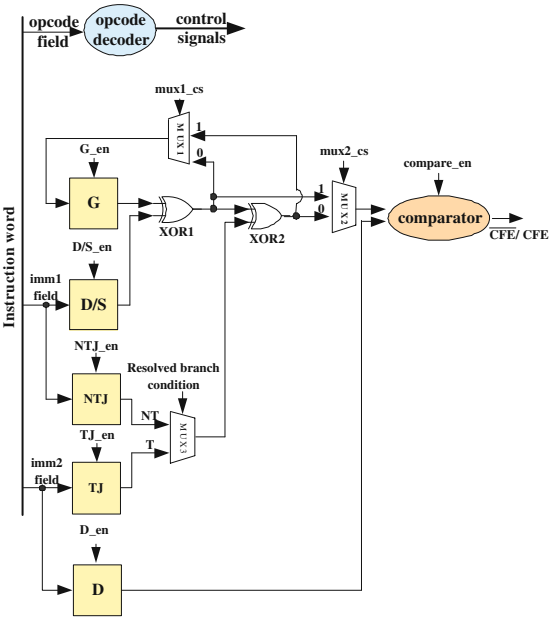 opcode
field
opcode
decoder
control
signals
mux1_cs
MUX1
1
0
G_en
G
XOR1
XOR2
mux2_cs
1
0
MUX2
compare_en
comparator
CFE/ CFE
D/S_en
imm1
field
D/S
Instruction word
NTJ_en
NTJ
Resolved branch
condition
NT
T
MUX3
TJ_en
imm2
field
TJ
D_en
D